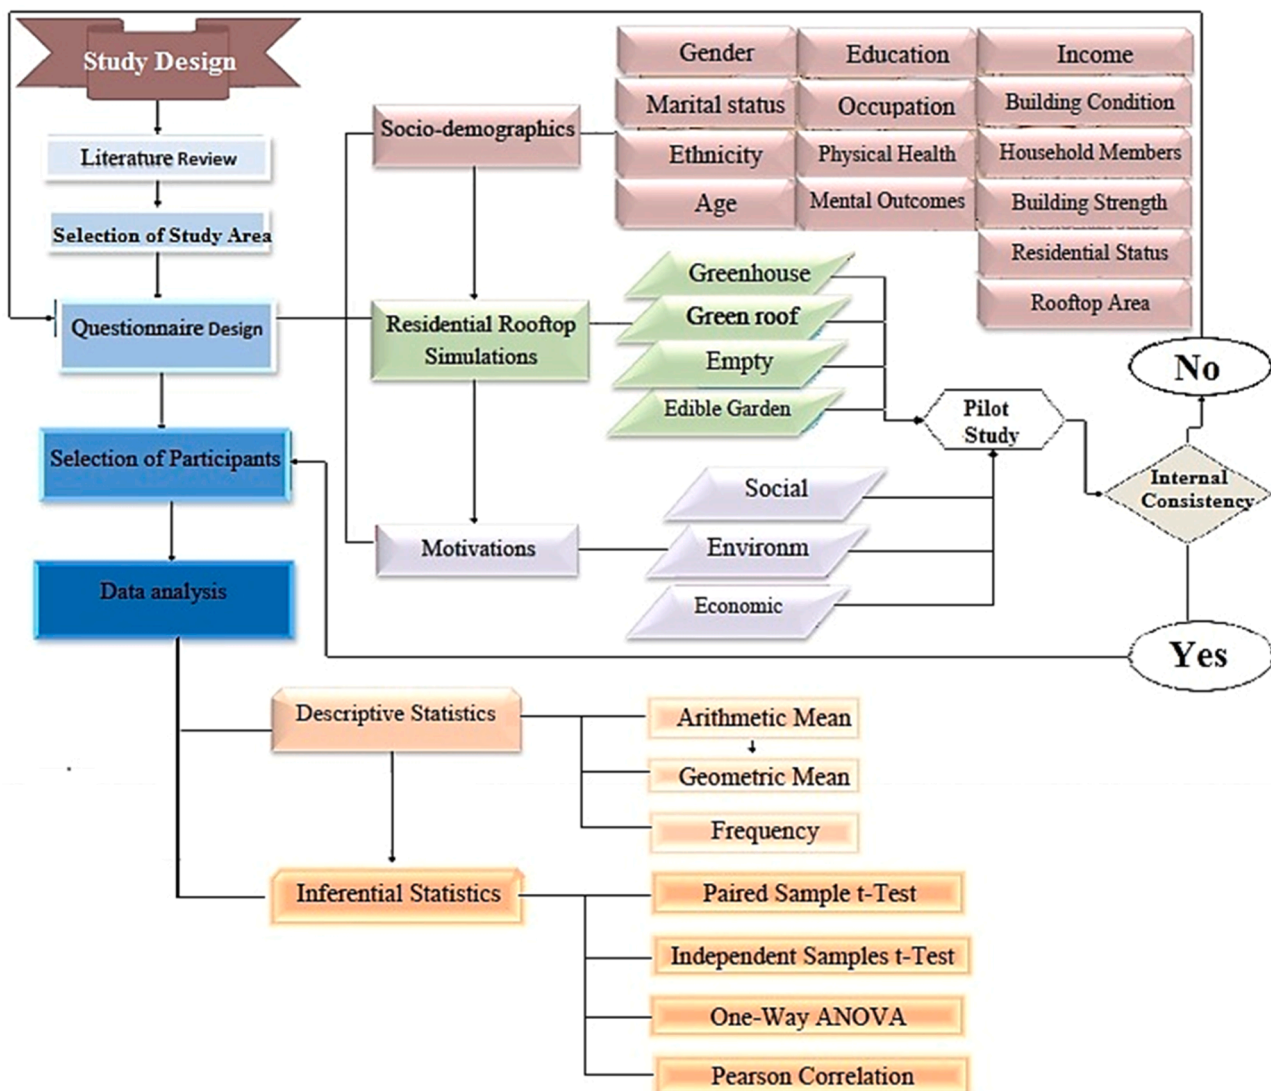 Study Design
Literature Review
Selection of Study Area
Questionnaire Design
Selection of Participants
Data analysis
Socio-demographics
Residential Rooftop
Simulations
Motivations
Gender
Education
Income
Marital status
Occupation
Building Condition
Ethnicity
Physical Health
Household Members
Age
Mental Outcomes
Building Strength
Residential Status
Rooftop Area
Greenhouse
Green roof
Empty
Edible Garden
Social
Environm
Economic
Pilot
Study
Internal
Consistency
No
Yes
Descriptive Statistics
Arithmetic Mean
Geometric Mean
Frequency
Inferential Statistics
Paired Sample t-Test
Independent Samples t-Test
One-Way ANOVA
Pearson Correlation